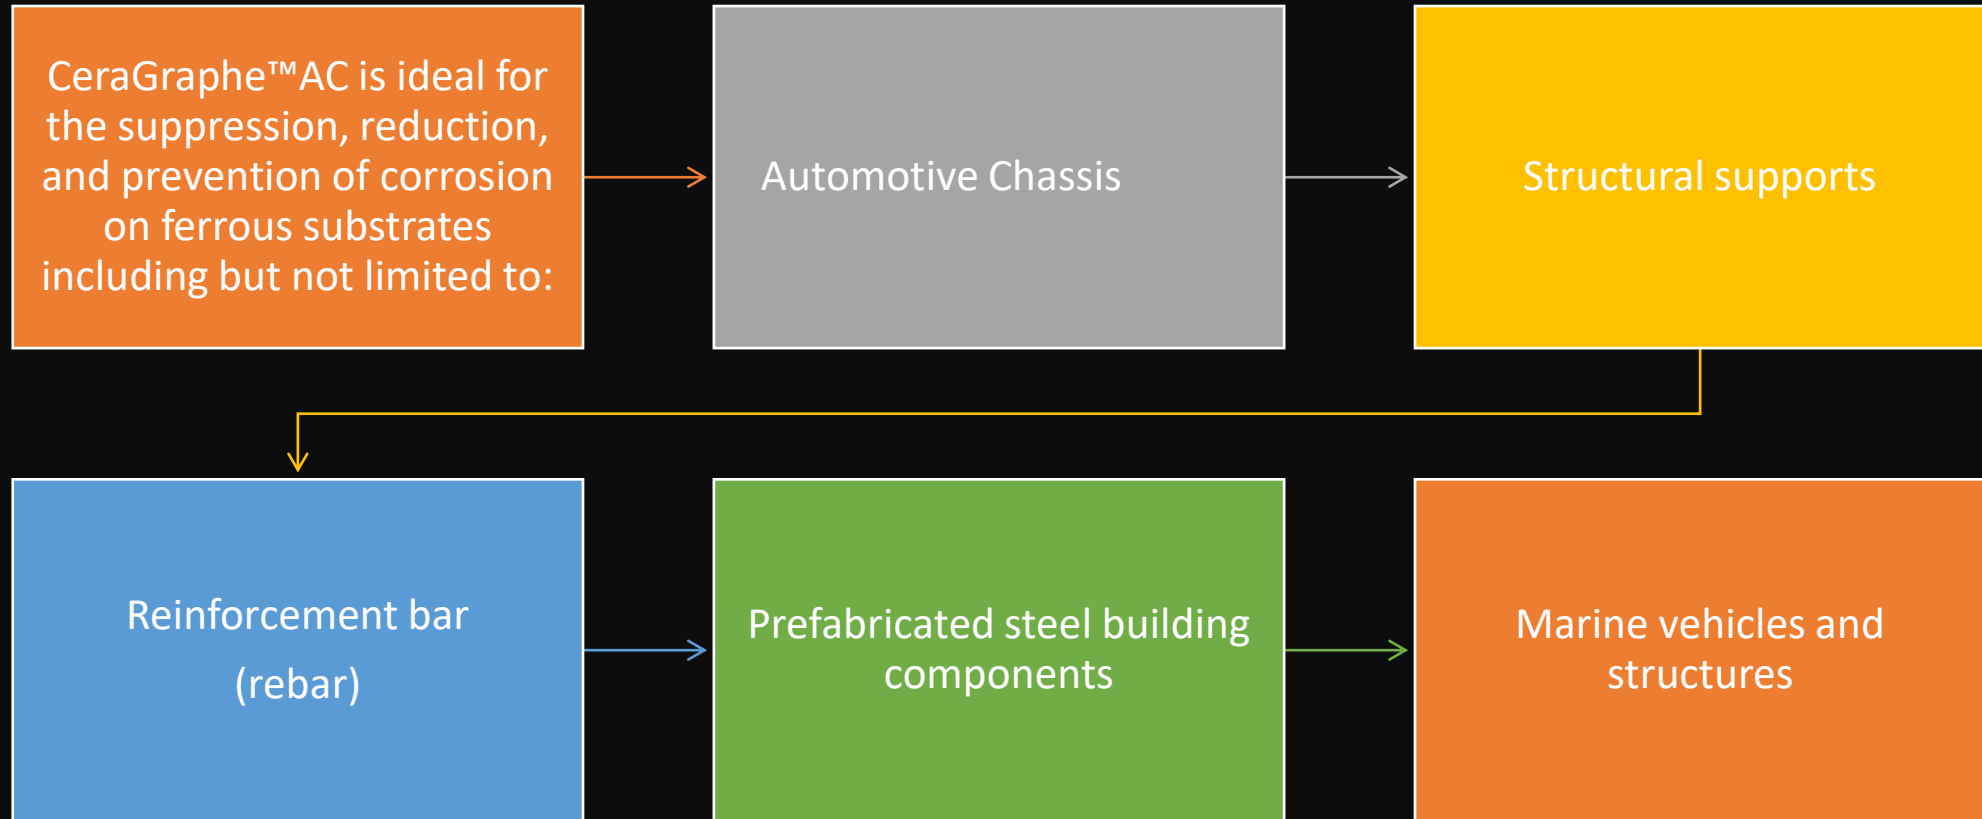 CeraGraphe™AC is ideal for
the suppression, reduction,
and prevention of corrosion
on ferrous substrates
including but not limited to:
Automotive Chassis
Structural supports
Reinforcement bar
(rebar)
Prefabricated steel building
components
Marine vehicles and
structures